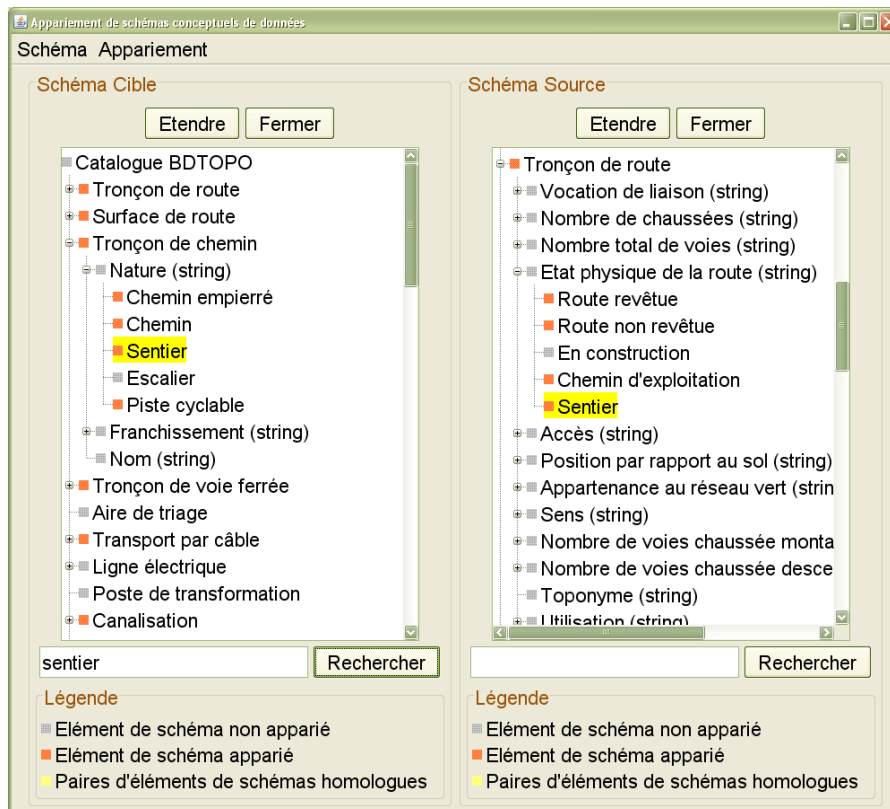 Appariement de schémas conceptuels de données
Schéma Appariement
Schéma Cible
Etendre Fermer
Catalogue BDTOPO
Tronçon de route
Surface de route
Tronçon de chemin
Nature (string)
Chemin empierré
Chemin
Sentier
Escalier
Piste cyclable
Franchissement (string)
Nom (string)
Tronçon de voie ferrée
Aire de triage
Transport par câble
Ligne électrique
Poste de transformation
Canalisation
sentier Rechercher
Légende
Elément de schéma non apparié
Elément de schéma apparié
Paires d'éléments de schémas homologues
Schéma Source
Etendre Fermer
Tronçon de route
Vocation de liaison (string)
Nombre de chaussées (string)
Nombre total de voies (string)
Etat physique de la route (string)
Route revêtue
Route non revêtue
En construction
Chemin d'exploitation
Sentier
Accès (string)
Position par rapport au sol (string)
Appartenance au réseau vert (strin
Sens (string)
Nombre de voies chaussée monta
Nombre de voies chaussée desce
Toponyme (string)
Utilisation (string)
Rechercher
Légende
Elément de schéma non apparié
Elément de schéma apparié
Paires d'éléments de schémas homologues